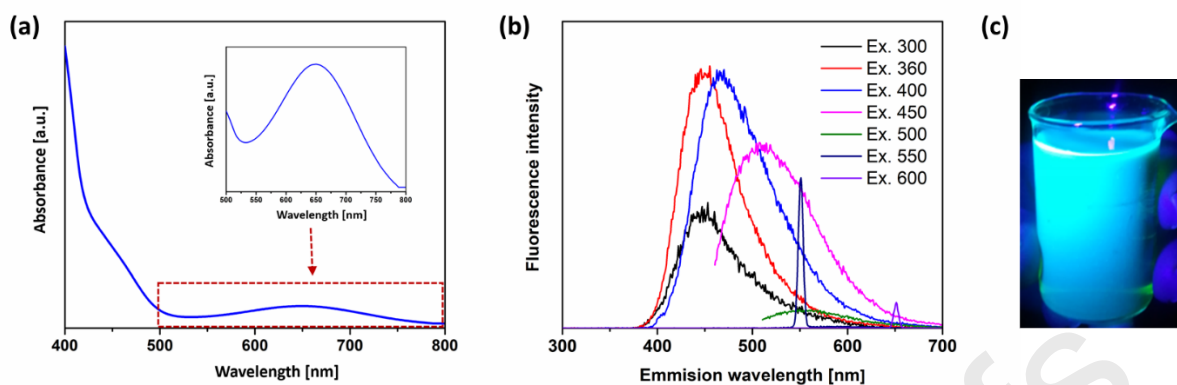 (a)
Absorbance [a.u.]
400
500
600
700
800
Wavelength [nm]
Absorbance [a.u.]
500
550
600
650
700
750
800
Wavelength [nm]
(b)
Fluorescence intensity
Ex. 300
Ex. 360
Ex. 400
Ex. 450
Ex. 500
Ex. 550
Ex. 600
300
400
500
600
700
Emmision wavelength [nm]
(c)